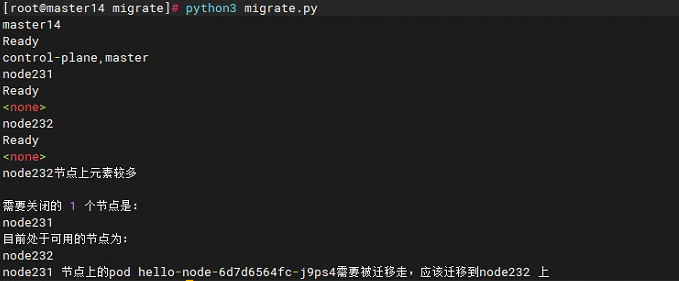 [root@master14 migrate]# python3 migrate.py
master14
Ready
control-plane,master
node231
Ready
<none>
node232
Ready
<none>
node232节点上元素较多
需要关闭的 1 个节点是:
node231
目前处于可用的节点为:
node232
node231 节点上的pod hello-node-6d7d6564fc-j9ps4需要被迁移走，应该迁移到node232 上